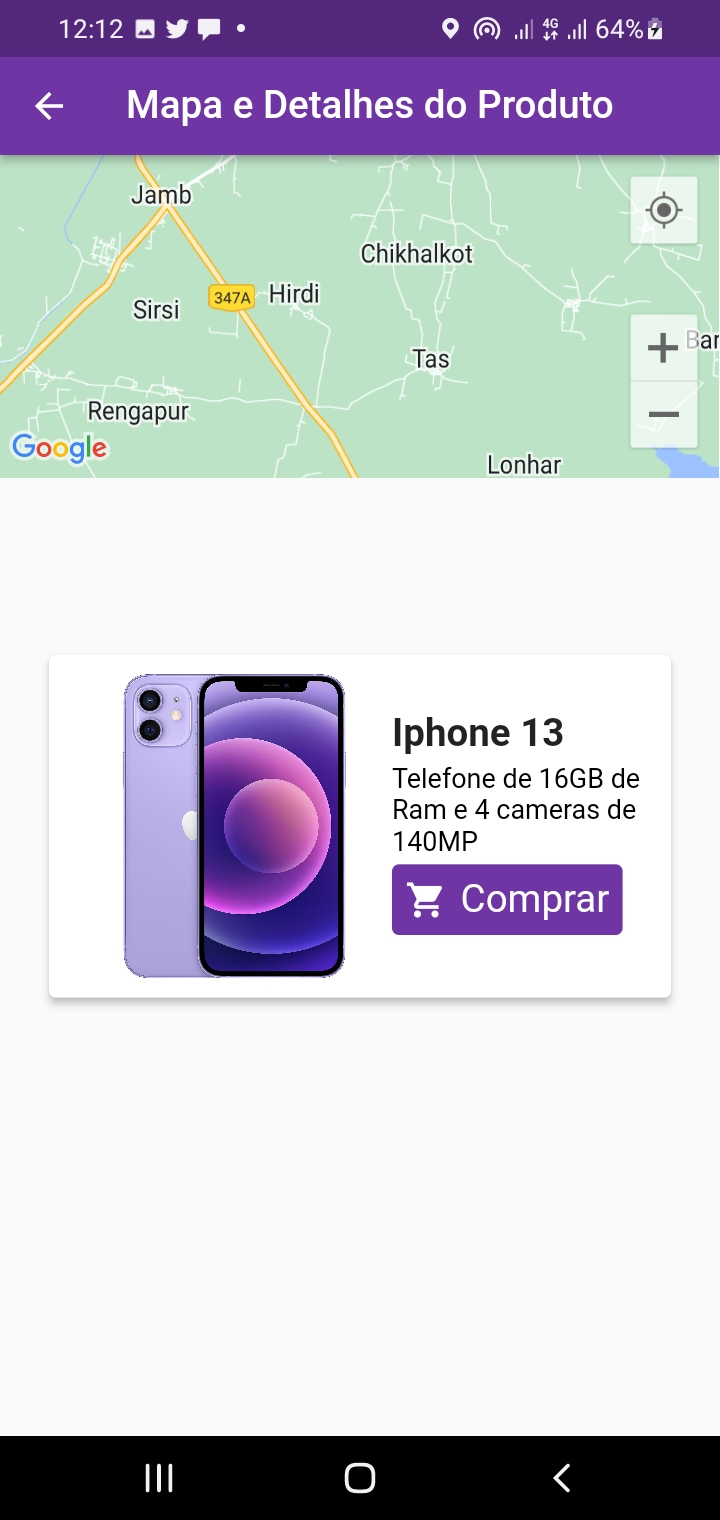 12:12 4G 64%
Mapa e Detalhes do Produto
Jamb
Chikhalkot
347A Hirdi
Sirsi
Bar
Tas
Rengapur
Google
Lonhar
Iphone 13
Telefone de 16GB de
Ram e 4 cameras de
140MP
Comprar